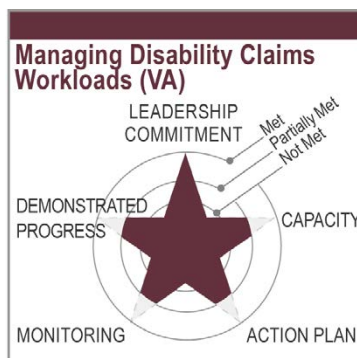 Managing Disability Claims
Workloads (VA)
LEADERSHIP
COMMITMENT
Met
Partially Met
Not Met
DEMONSTRATED
PROGRESS
CAPACITY
MONITORING
ACTION PLAN